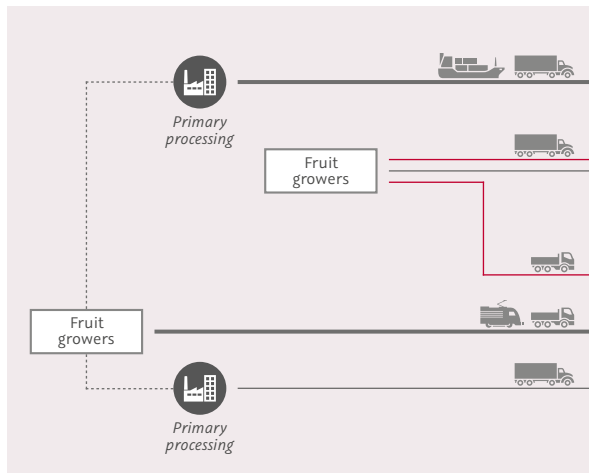 Primary
processing
Fruit
growers
Fruit
growers
Primary
processing